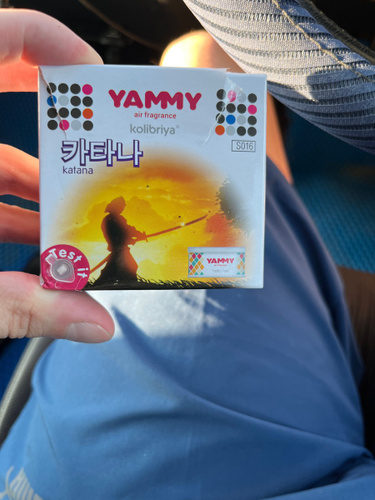 YAMMY
air fragrance
kolibriya®
S016
카타나
katana
Test it
YAMMY